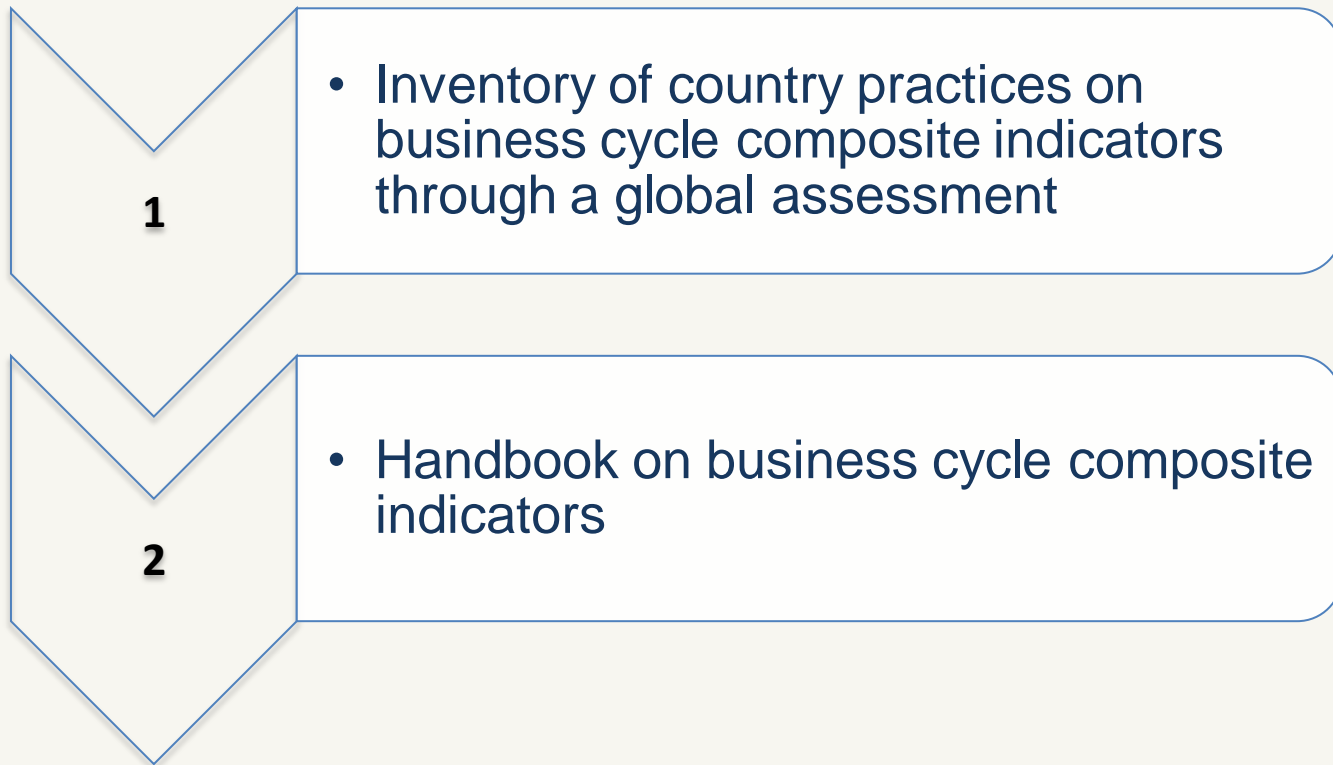 1
• Inventory of country practices on
business cycle composite indicators
through a global assessment
2
• Handbook on business cycle composite
indicators